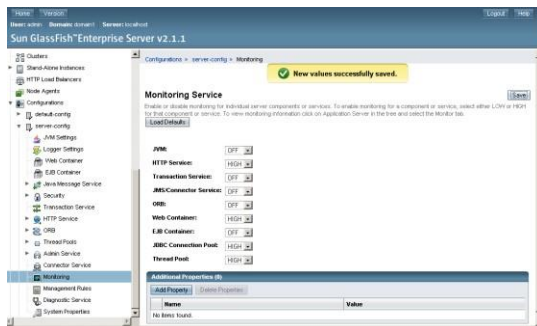 Home Version
Logout Help
User: admin Domain: domain1 Server: localhost
Sun GlassFish™ Enterprise Server v2.1.1
Clusters
Stand-Alone Instances
HTTP Load Balancers
Node Agents
Configurations
default-config
server-config
JVM Settings
Logger Settings
Web Container
EJB Container
Java Message Service
Security
Transaction Service
HTTP Service
ORB
Thread Pools
Admin Service
Connector Service
Monitoring
Management Rules
Diagnostic Service
System Properties
Configurations > server-config > Monitoring
New values successfully saved.
Monitoring Service
Save
Enable or disable monitoring for individual server components or services. To enable monitoring for a component or service, select either LOW or HIGH
for that component or service. To view monitoring information click on Application Server in the tree and select the Monitor tab.
Load Defaults
JVM: OFF
HTTP Service: HIGH
Transaction Service: OFF
JMS/Connector Service: OFF
ORB: OFF
Web Container: HIGH
EJB Container: OFF
JDBC Connection Pool: HIGH
Thread Pool: HIGH
Additional Properties (0)
Add Property Delete Properties
Name Value
No items found.